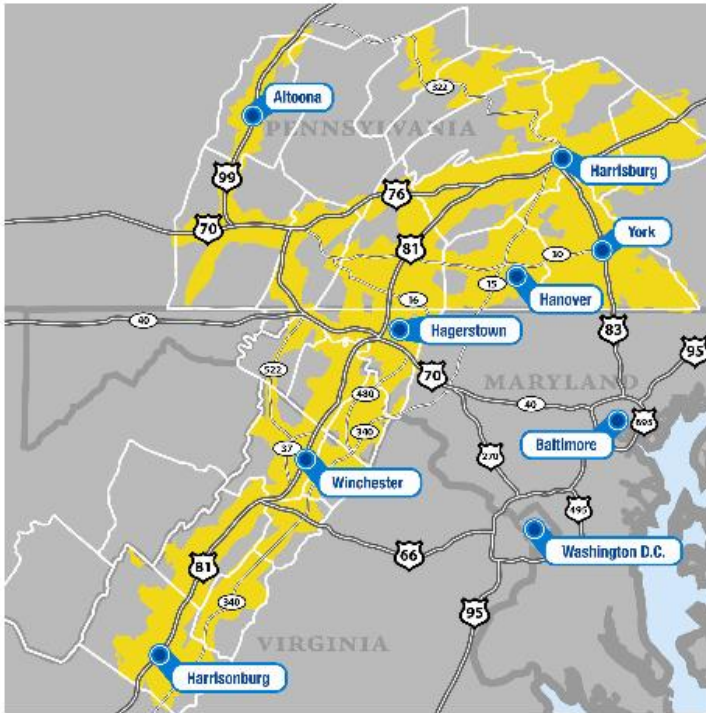 322
Altoona
PENNSYLVANIA
Harrisburg
99
76
70
81
York
30
15
Hanover
16
40
Hagerstown
83
95
70
MARYLAND
522
480
40
340
695
Baltimore
37
270
Winchester
495
66
Washington D.C.
81
340
95
VIRGINIA
Harrisonburg